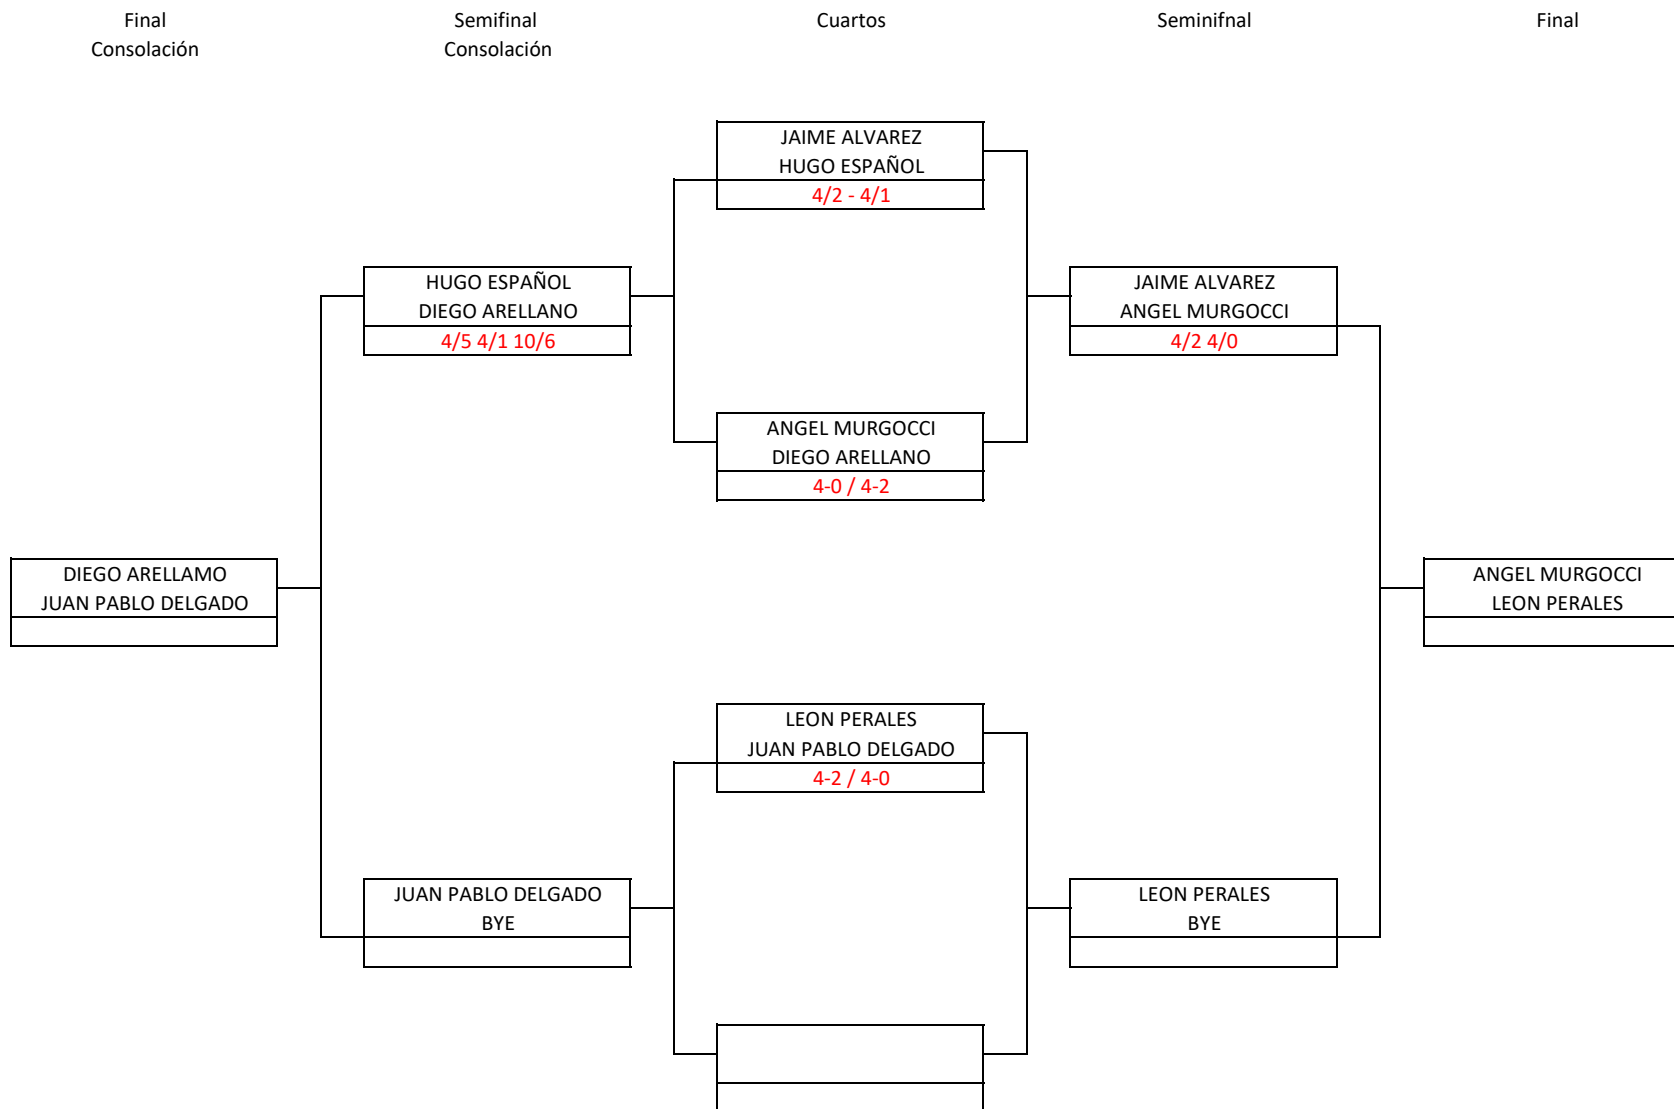 Final
Consolación
Semifinal
Consolación
Cuartos
Seminifnal
Final
JAIME ALVAREZ
HUGO ESPAÑOL
4/2 - 4/1
HUGO ESPAÑOL
DIEGO ARELLANO
4/5 4/1 10/6
JAIME ALVAREZ
ANGEL MURGOCCI
4/2 4/0
ANGEL MURGOCCI
DIEGO ARELLANO
4-0 / 4-2
DIEGO ARELLAMO
JUAN PABLO DELGADO
ANGEL MURGOCCI
LEON PERALES
LEON PERALES
JUAN PABLO DELGADO
4-2 / 4-0
JUAN PABLO DELGADO
BYE
LEON PERALES
BYE